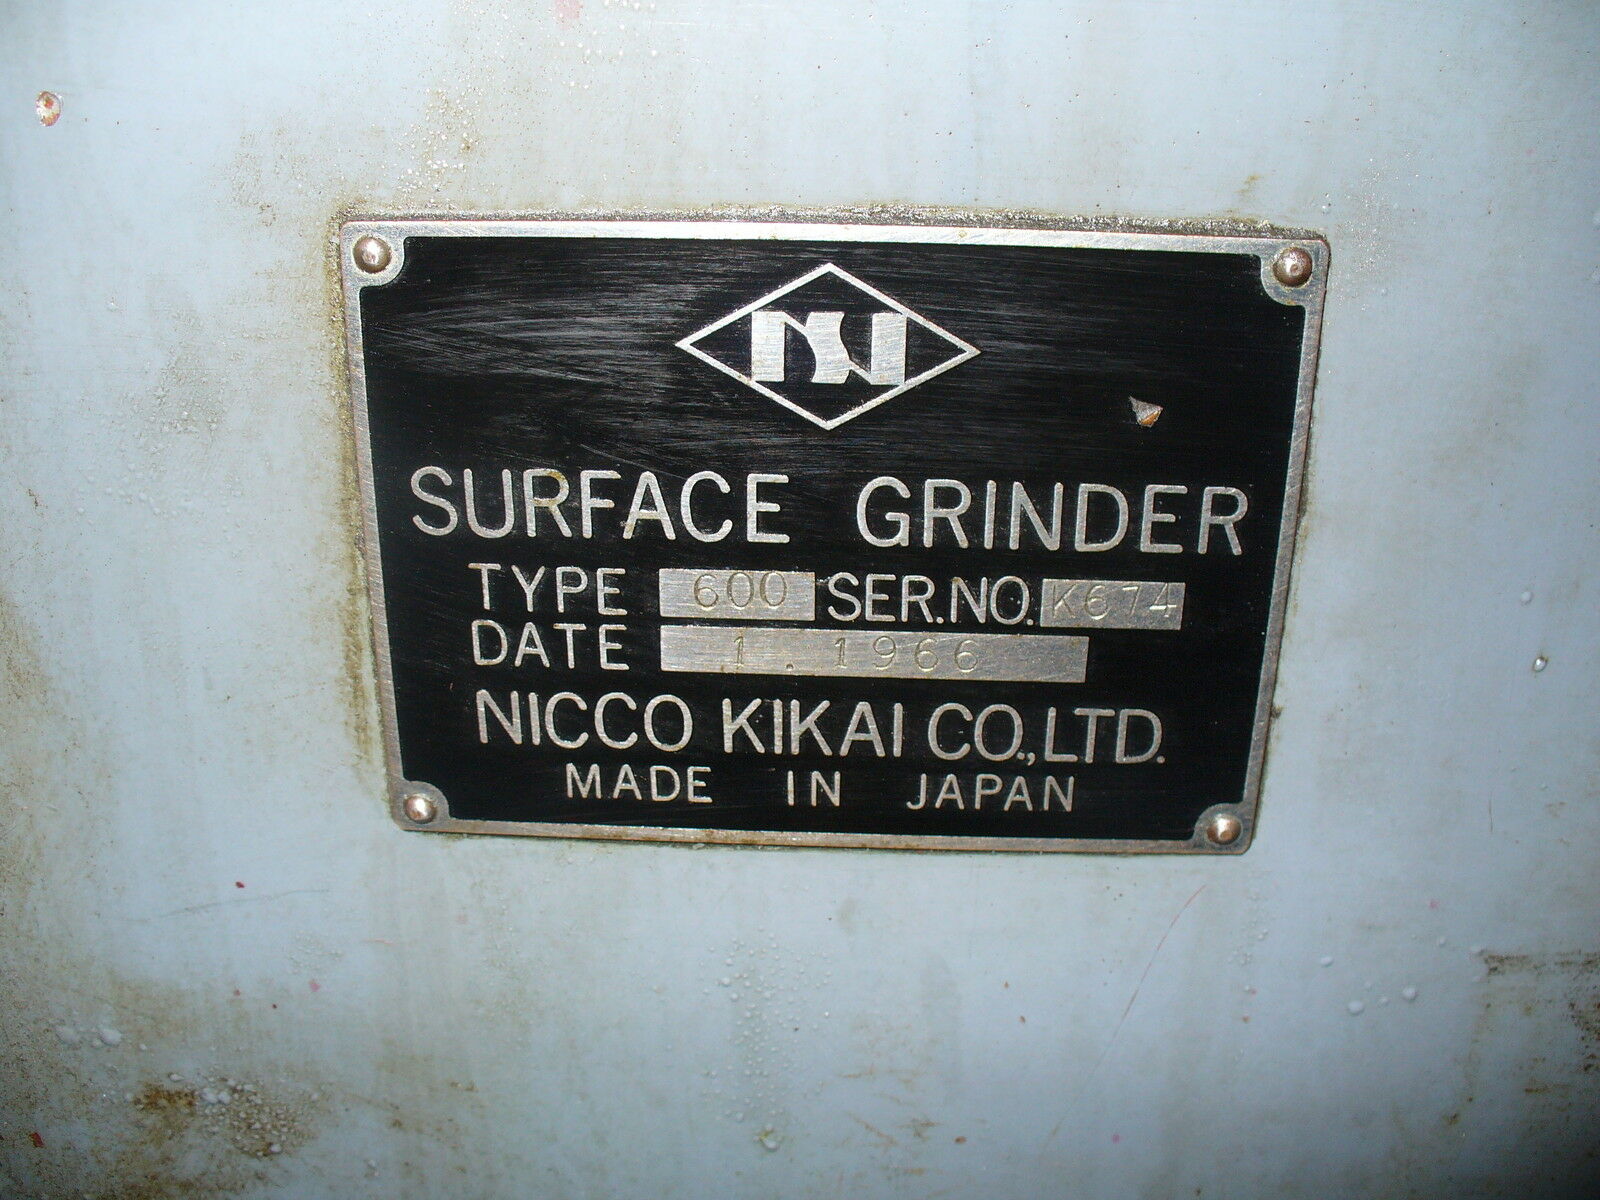 SURFACE GRINDER
TYPE 600 SER.NO. K674
DATE 1. 1966
NICCO KIKAI CO.,LTD.
MADE IN JAPAN